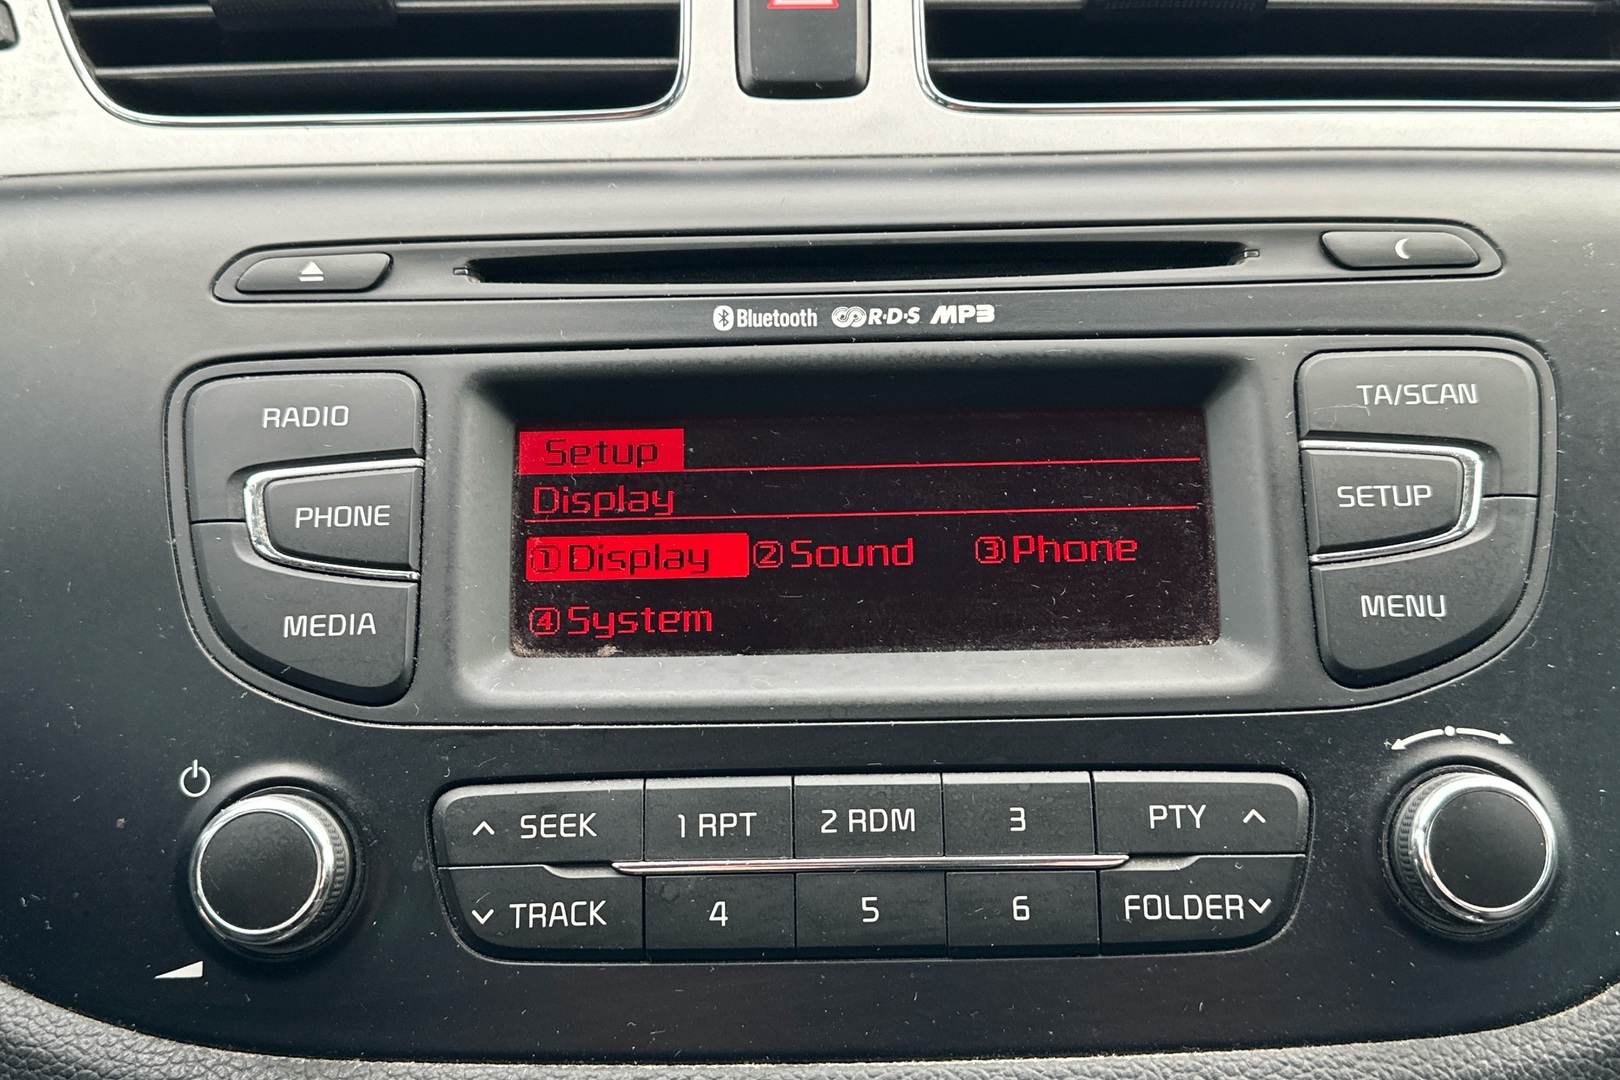 Bluetooth R·D·S MP3
RADIO
PHONE
MEDIA
Setup
Display
①Display ②Sound ③Phone
④System
TA/SCAN
SETUP
MENU
SEEK 1 RPT 2 RDM 3 PTY
TRACK 4 5 6 FOLDER